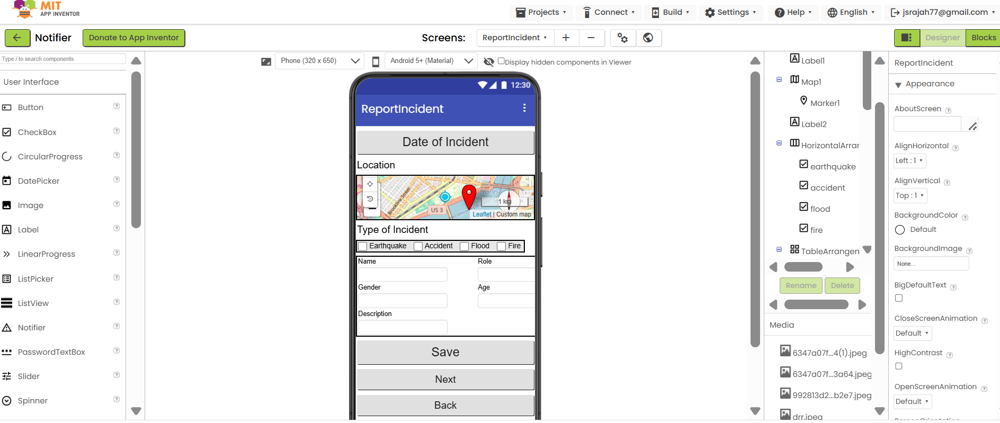 MIT
APP INVENTOR
Projects
Connect
Build
Settings
Help
English
jsrajah77@gmail.com
Notifier
Donate to App Inventor
Screens:
ReportIncident
Designer
Blocks
Type / to search components
User Interface
Button
CheckBox
CircularProgress
DatePicker
Image
Label
LinearProgress
ListPicker
ListView
Notifier
PasswordTextBox
Slider
Spinner
Phone (320 x 650)
Android 5+ (Material)
Display hidden components in Viewer
12:30
ReportIncident
Date of Incident
Location
Brookline Street
US 3
Charles
1 km
Leaflet | Custom map
Type of Incident
Earthquake Accident Flood Fire
Name Role
Gender Age
Description
Save
Next
Back
Label1
Map1
Marker1
Label2
HorizontalArrar
earthquake
accident
flood
fire
TableArrangem
Rename
Delete
Media
6347a07f...4(1).jpeg
6347a07f...3a64.jpeg
992813d2...b2e7.jpeg
drr.jpeg
ReportIncident
Appearance
AboutScreen
AlignHorizontal
Left : 1
AlignVertical
Top : 1
BackgroundColor
Default
BackgroundImage
None...
BigDefaultText
CloseScreenAnimation
Default
HighContrast
OpenScreenAnimation
Default
ScreenOrientation